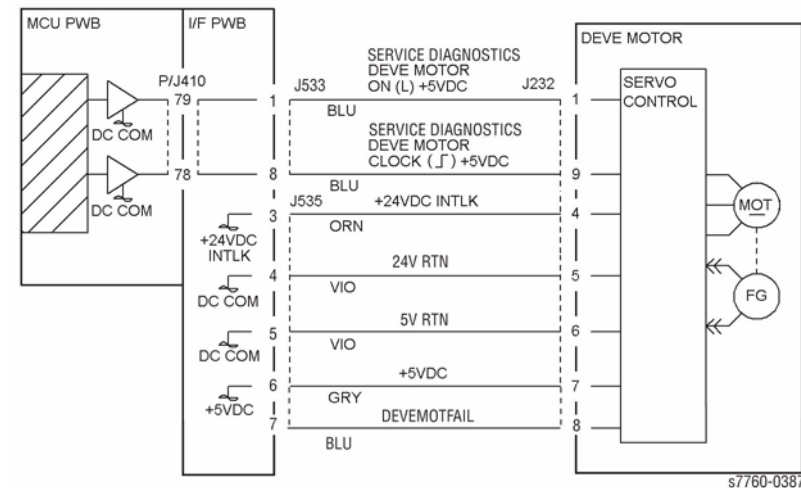 MCU PWB
I/F PWB
DEVE MOTOR
P/J410
J533
SERVICE DIAGNOSTICS
DEVE MOTOR
ON (L) +5VDC
J232
SERVO
CONTROL
79
1
BLU
1
DC COM
SERVICE DIAGNOSTICS
DEVE MOTOR
CLOCK ( ) +5VDC
78
8
BLU
9
DC COM
J535
3
+24VDC INTLK
ORN
4
MOT
+24VDC
INTLK
4
24V RTN
VIO
5
DC COM
FG
5
5V RTN
VIO
6
DC COM
6
+5VDC
GRY
7
+5VDC
7
DEVEMOTFAIL
BLU
8
s7760-0387